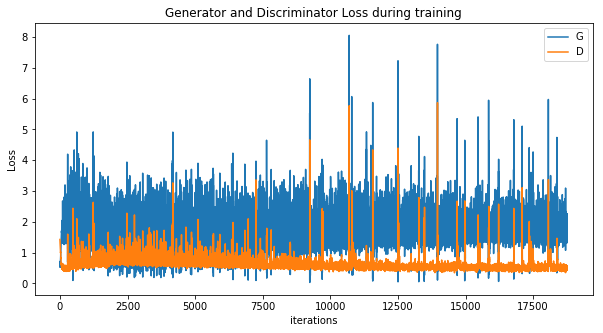 Generator and Discriminator Loss during training
G
D
Loss
8
7
6
5
4
3
2
1
0
0 2500 5000 7500 10000 12500 15000 17500
iterations